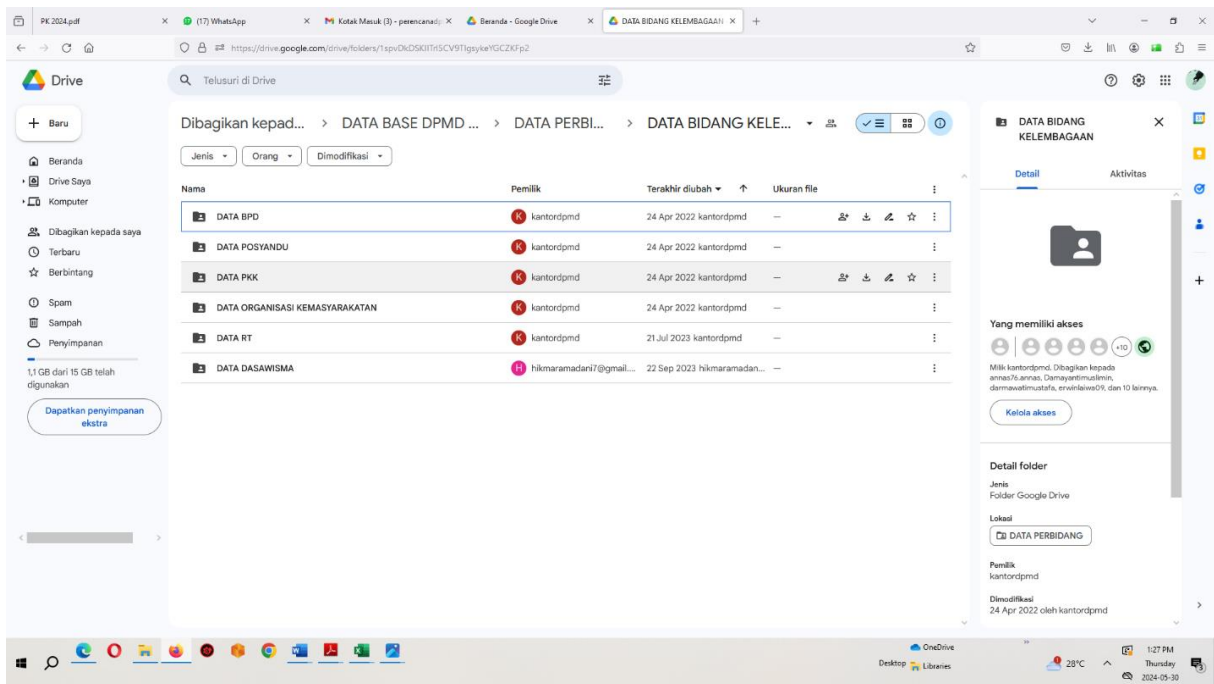 PK 2024.pdf
(17) WhatsApp
Kotak Masuk (3) - perencanad
Beranda - Google Drive
DATA BIDANG KELEMBAGAAN
Drive
Telusuri di Drive
Baru
Beranda
Drive Saya
Komputer
Dibagikan kepada saya
Terbaru
Berbintang
Spam
Sampah
Penyimpanan
1,1 GB dari 15 GB telah
digunakan
Dapatkan penyimpanan
ekstra
Dibagikan kepad... > DATA BASE DPMD ... > DATA PERBI... > DATA BIDANG KELE...
Jenis Orang Dimodifikasi
Nama Pemilik Terakhir diubah Ukuran file
DATA BPD K kantordpmd 24 Apr 2022 kantordpmd —
DATA POSYANDU K kantordpmd 24 Apr 2022 kantordpmd —
DATA PKK K kantordpmd 24 Apr 2022 kantordpmd —
DATA ORGANISASI KEMASYARAKATAN K kantordpmd 24 Apr 2022 kantordpmd —
DATA RT K kantordpmd 21 Jul 2023 kantordpmd —
DATA DASAWISMA H hikmaramadani7@gmail.... 22 Sep 2023 hikmaramadan... —
DATA BIDANG
KELEMBAGAAN
Detail Aktivitas
Yang memiliki akses
+10
Milik kantordpmd. Dibagikan kepada
annas76.annas, Damayantimuslimin,
darmawatimustafa, erwinlaiwa09, dan 10 lainnya.
Kelola akses
Detail folder
Jenis
Folder Google Drive
Lokasi
DATA PERBIDANG
Pemilik
kantordpmd
Dimodifikasi
24 Apr 2022 oleh kantordpmd
OneDrive
Desktop Libraries
28°C
1:27 PM
Thursday
2024-05-30